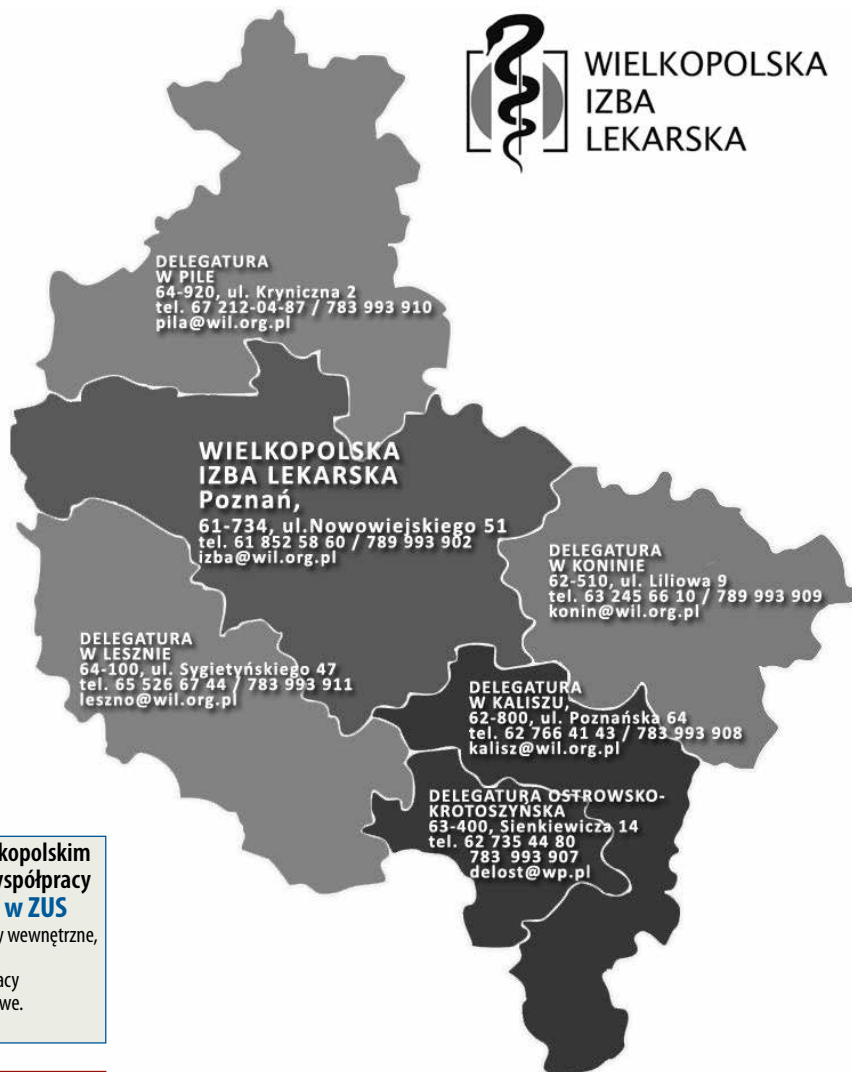 WIELKOPOLSKA
IZBA
LEKARSKA
DELEGATURA
W PILE
64-920, ul. Kryniczna 2
tel. 67 212-04-87 / 783 993 910
pila@wil.org.pl
WIELKOPOLSKA
IZBA LEKARSKA
Poznań,
61-734, ul.Nowowiejskiego 51
tel. 61 852 58 60 / 789 993 902
izba@wil.org.pl
DELEGATURA
W KONINIE
62-510, ul. Liliowa 9
tel. 63 245 66 10 / 789 993 909
konin@wil.org.pl
DELEGATURA
W LESZNIE
64-100, ul. Sygietyńskiego 47
tel. 65 526 67 44 / 783 993 911
leszno@wil.org.pl
DELEGATURA
W KALISZU,
62-800, ul. Poznańska 64
tel. 62 766 41 43 / 783 993 908
kalisz@wil.org.pl
DELEGATURA OSTROWSKO-
KROTOSZYŃSKA
63-400, Sienkiewicza 14
tel. 62 735 44 80
783 993 907
delost@wp.pl
kopolskim
współpracy
w ZUS
y wewnętrzne,
acy
we.